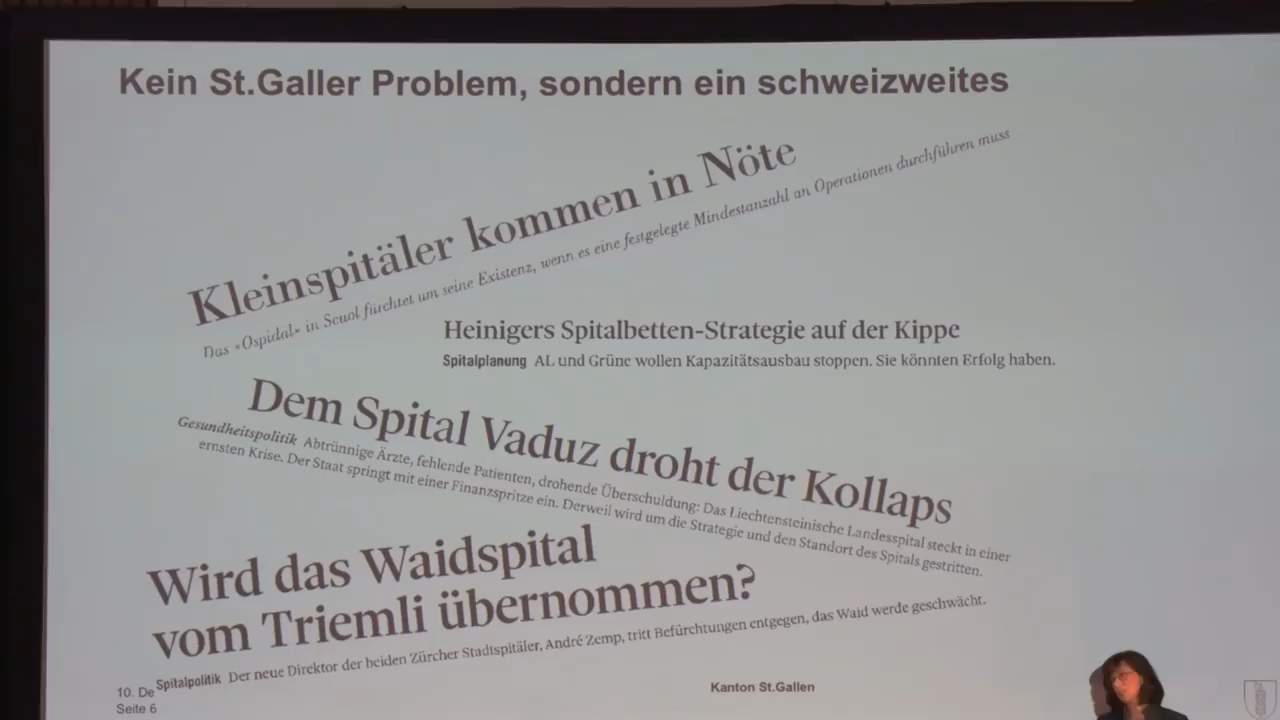 Kein St.Galler Problem, sondern ein schweizweites
Kleinspitäler kommen in Nöte
Das «Ospidal» in Scuol fürchtet um seine Existenz, wenn es eine festgelegte Mindestanzahl an Operationen durchführen muss
Heinigers Spitalbetten-Strategie auf der Kippe
Spitalplanung AL und Grüne wollen Kapazitätsausbau stoppen. Sie könnten Erfolg haben.
Dem Spital Vaduz droht der Kollaps
Gesundheitspolitik Abtrünnige Ärzte, fehlende Patienten, drohende Überschuldung: Das Liechtensteinische Landesspital steckt in einer
ernsten Krise. Der Staat springt mit einer Finanzspritze ein. Derweil wird um die Strategie und den Standort des Spitals gestritten.
Wird das Waidspital
vom Triemli übernommen?
Spitalpolitik Der neue Direktor der beiden Zürcher Stadtspitäler, André Zemp, tritt Befürchtungen entgegen, das Waid werde geschwächt.
10. De
Kanton St.Gallen
Seite 6